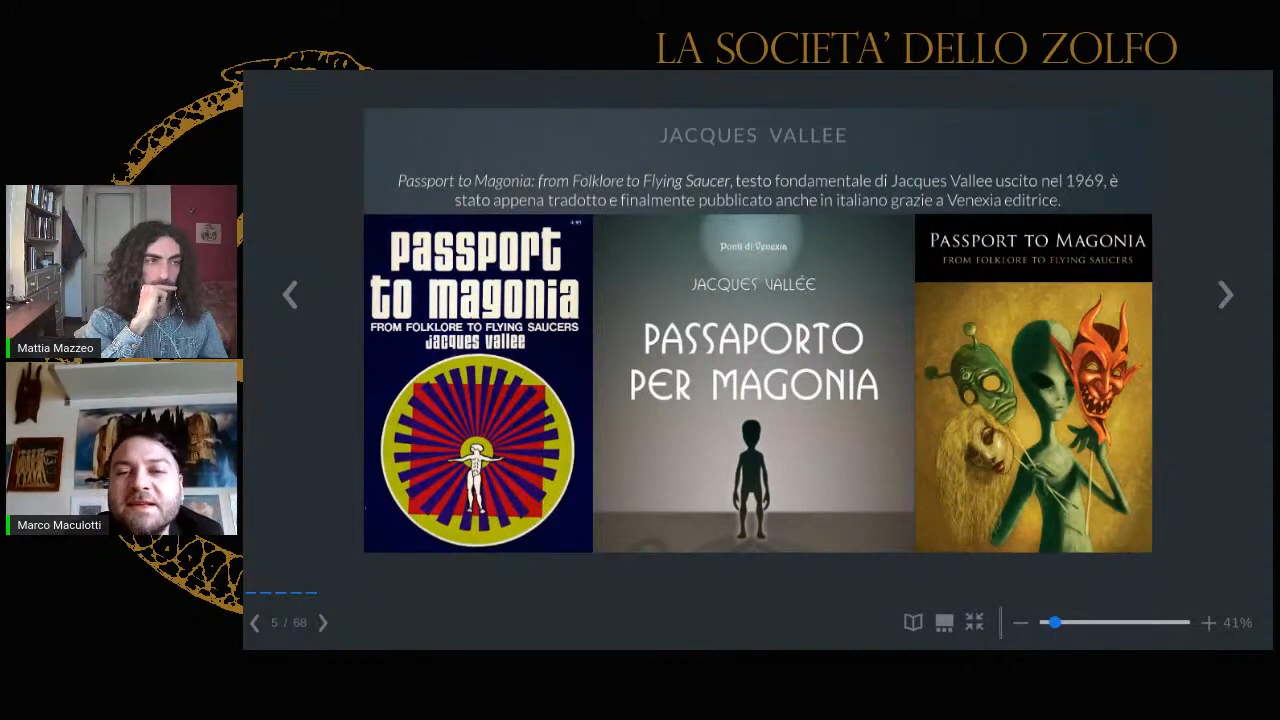 LA SOCIETA' DELLO ZOLFO
JACQUES VALLEE
Passport to Magonia: from Folklore to Flying Saucer, testo fondamentale di Jacques Vallee uscito nel 1969, è
stato appena tradotto e finalmente pubblicato anche in italiano grazie a Venexia editrice.
passport
to magonia
FROM FOLKLORE TO FLYING SAUCERS
Jacques Vallee
Ponti di Venexia
JACQUES VALLÉE
PASSAPORTO
PER MAGONIA
PASSPORT TO MAGONIA
FROM FOLKLORE TO FLYING SAUCERS
Mattia Mazzeo
Marco Maculotti
5 / 68
41%